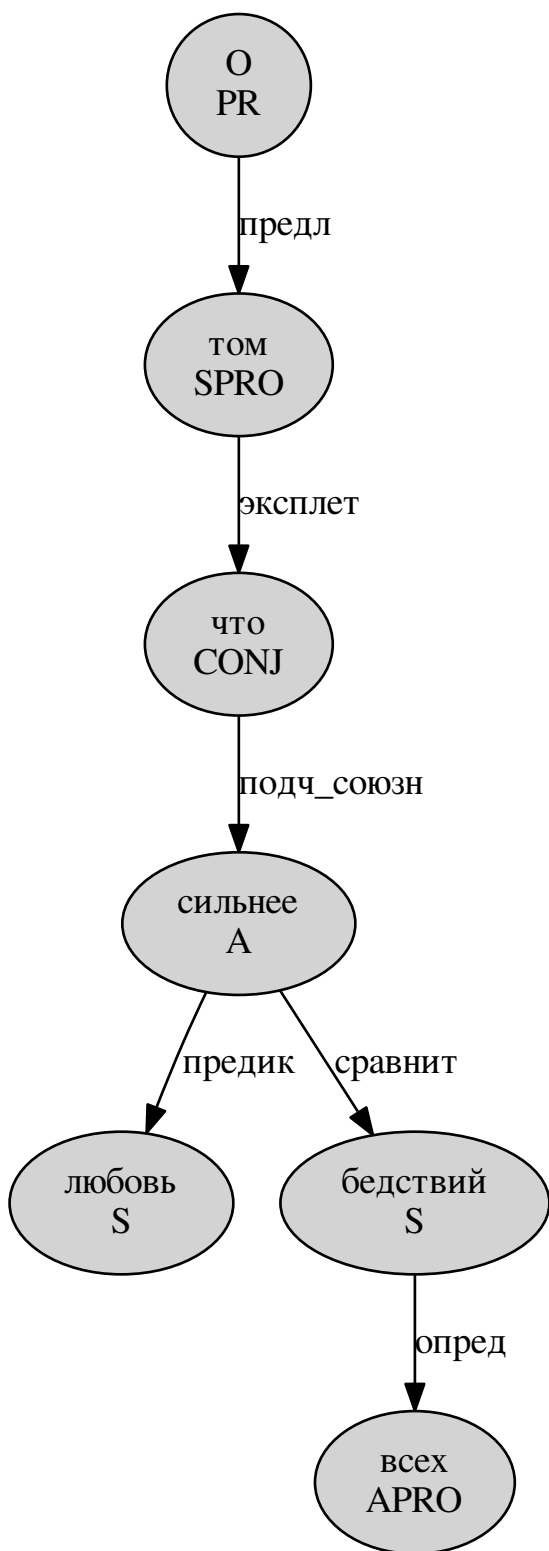 О
PR
предл
том
SPRO
эксплет
что
CONJ
подч_союзн
сильнее
A
предик
сравнит
любовь
S
бедствий
S
опред
всех
APRO